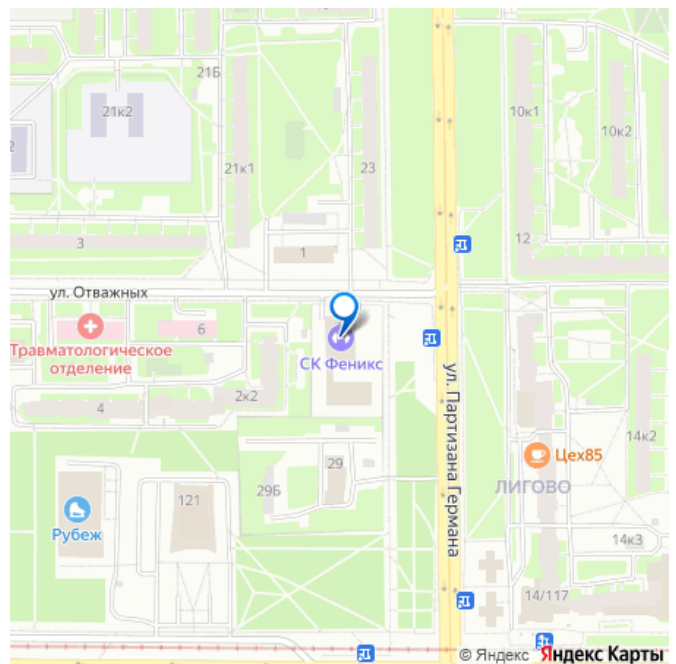 21Б
21к2
10к1
10к2
2
21к1
23
12
3
1
ул. Отважных
6
Травматологическое
отделение
СК Феникс
ул. Партизана Германа
2к2
4
14к2
Цех85
29
29Б
ЛИГОВО
121
Рубеж
14к3
14/117
© Яндекс Яндекс Карты